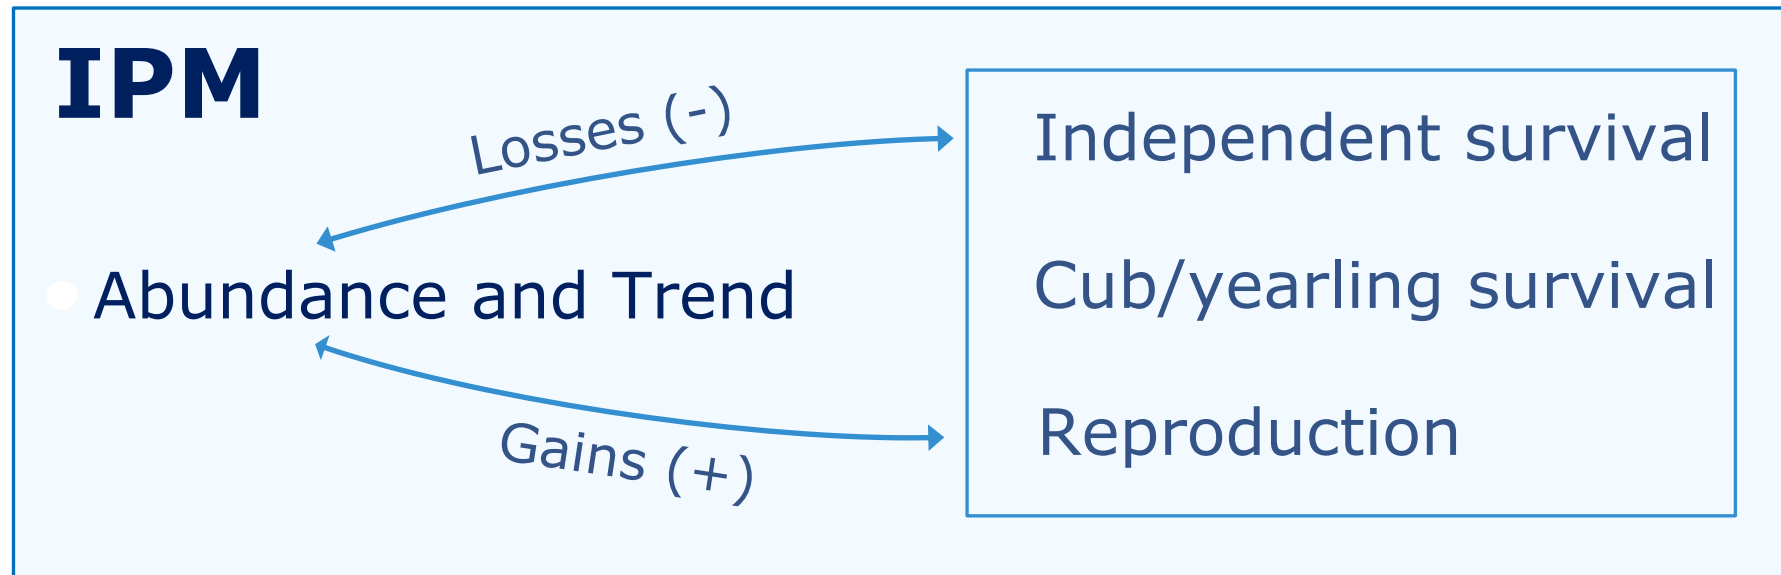 IPM
Losses (-)
Independent survival
Cub/yearling survival
Abundance and Trend
Reproduction
Gains (+)